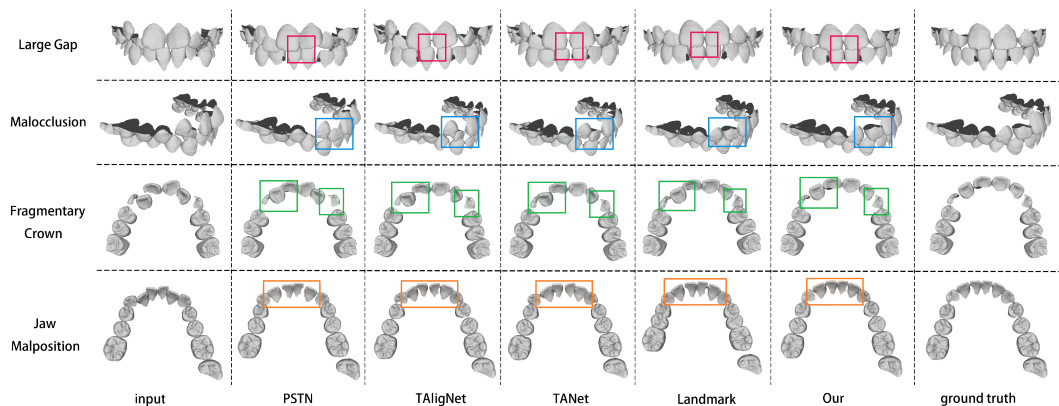 Large Gap
Malocclusion
Fragmentary
Crown
Jaw
Malposition
input
PSTN
TAligNet
TANet
Landmark
Our
ground truth